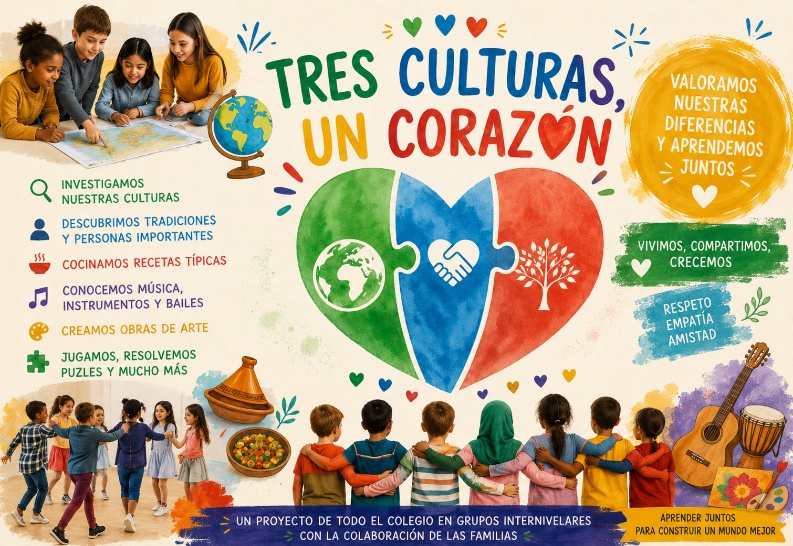 TRES CULTURAS,
UN CORAZÓN
VALORAMOS
NUESTRAS
DIFERENCIAS
Y APRENDEMOS
JUNTOS
INVESTIGAMOS
NUESTRAS CULTURAS
DESCUBRIMOS TRADICIONES
Y PERSONAS IMPORTANTES
COCINAMOS RECETAS TÍPICAS
CONOCEMOS MÚSICA,
INSTRUMENTOS Y BAILES
CREAMOS OBRAS DE ARTE
JUGAMOS, RESOLVEMOS
PUZLES Y MUCHO MÁS
VIVIMOS, COMPARTIMOS,
CRECEMOS
RESPETO
EMPATÍA
AMISTAD
UN PROYECTO DE TODO EL COLEGIO EN GRUPOS INTERNIVELARES
CON LA COLABORACIÓN DE LAS FAMILIAS
APRENDER JUNTOS
PARA CONSTRUIR UN MUNDO MEJOR